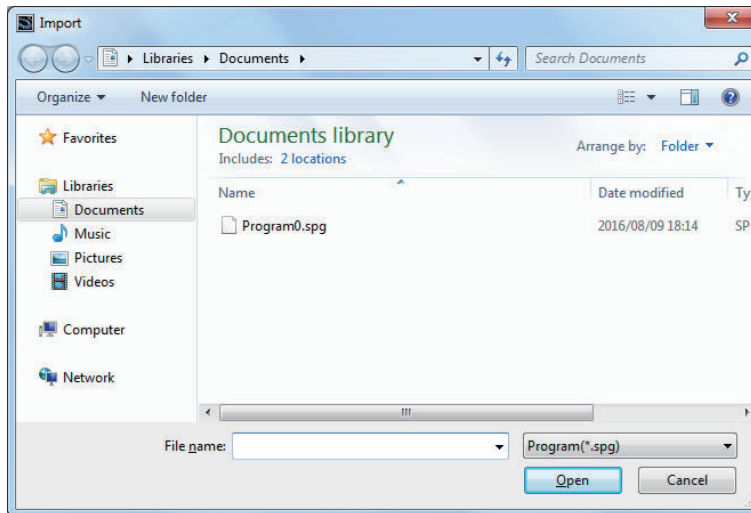 Import
Libraries Documents
Search Documents
Organize New folder
Favorites
Libraries
Documents
Music
Pictures
Videos
Computer
Network
Documents library
Includes: 2 locations
Arrange by: Folder
Name Date modified Ty
Program0.spg 2016/08/09 18:14 SP
File name: Program(*.spg)
Open Cancel